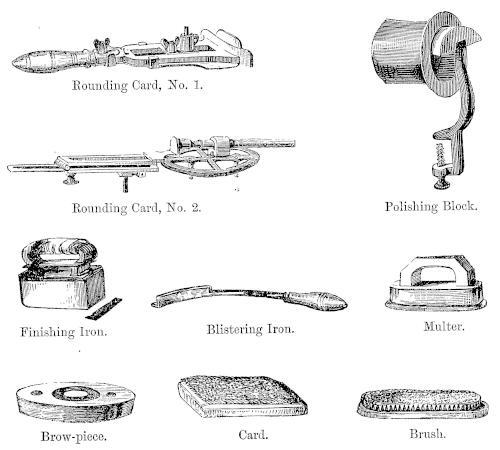 Rounding Card, No. 1.
Rounding Card, No. 2.
Polishing Block.
Finishing Iron.
Blistering Iron.
Multer.
Brow-piece.
Card.
Brush.